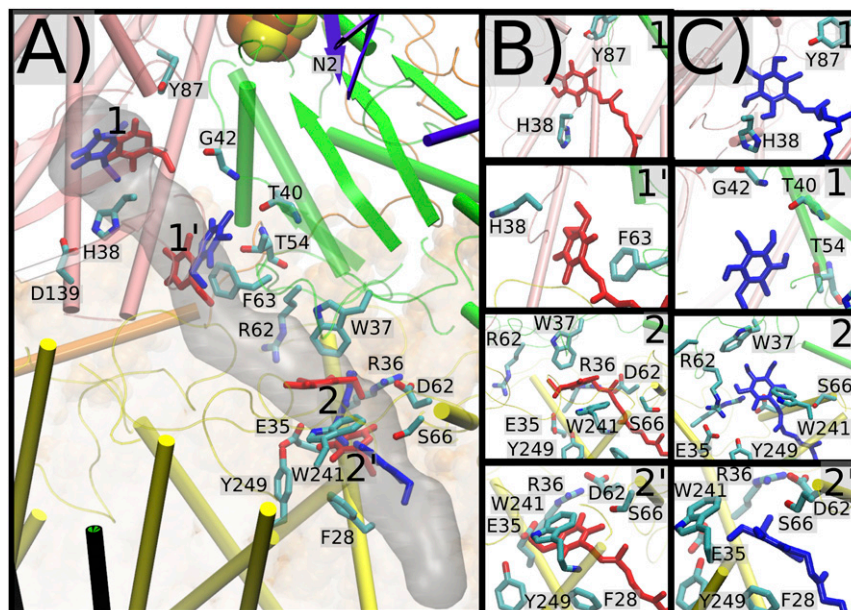 A)
N2
Y87
1
G42
T40
H38
1'
T54
D139
F63
R62
W37
R36
D62
2
E35
S66
W241
2'
Y249
F28
B)
1
Y87
H38
1'
H38
F63
2
W37
R62
R36
D62
E35
W241
S66
Y249
2'
R36
W241
D62
S66
E35
Y249
F28
C)
1
Y87
H38
1'
G42
T40
T54
2
W37
R62
S66
W241
E35
Y249
2'
R36
W241
S66
D62
E35
Y249
F28